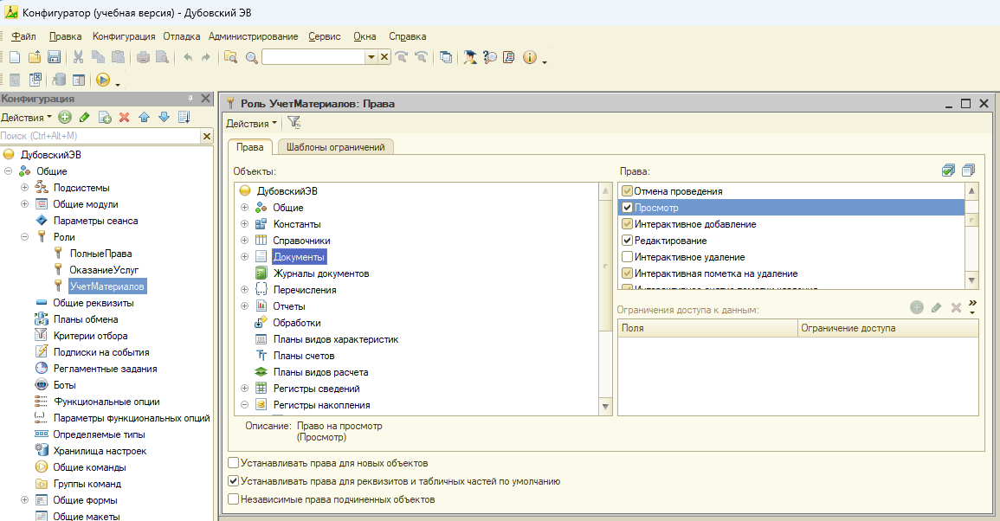 Конфигуратор (учебная версия) - Дубовский ЭВ
Файл Правка Конфигурация Отладка Администрирование Сервис Окна Справка
Конфигурация
Действия
Поиск (Ctrl+Alt+M)
ДубовскийЭВ
Общие
Подсистемы
Общие модули
Параметры сеанса
Роли
ПолныеПрава
ОказаниеУслуг
УчетМатериалов
Общие реквизиты
Планы обмена
Критерии отбора
Подписки на события
Регламентные задания
Боты
Функциональные опции
Параметры функциональных опций
Определяемые типы
Хранилища настроек
Общие команды
Группы команд
Общие формы
Общие макеты
Роль УчетМатериалов: Права
Действия
Права Шаблоны ограничений
Объекты:
ДубовскийЭВ
Общие
Константы
Справочники
Документы
Журналы документов
Перечисления
Отчеты
Обработки
Планы видов характеристик
Планы счетов
Планы видов расчета
Регистры сведений
Регистры накопления
Права:
Отмена проведения
Просмотр
Интерактивное добавление
Редактирование
Интерактивное удаление
Интерактивная пометка на удаление
Ограничения доступа к данным:
Поля Ограничение доступа
Описание: Право на просмотр
(Просмотр)
Устанавливать права для новых объектов
Устанавливать права для реквизитов и табличных частей по умолчанию
Независимые права подчиненных объектов